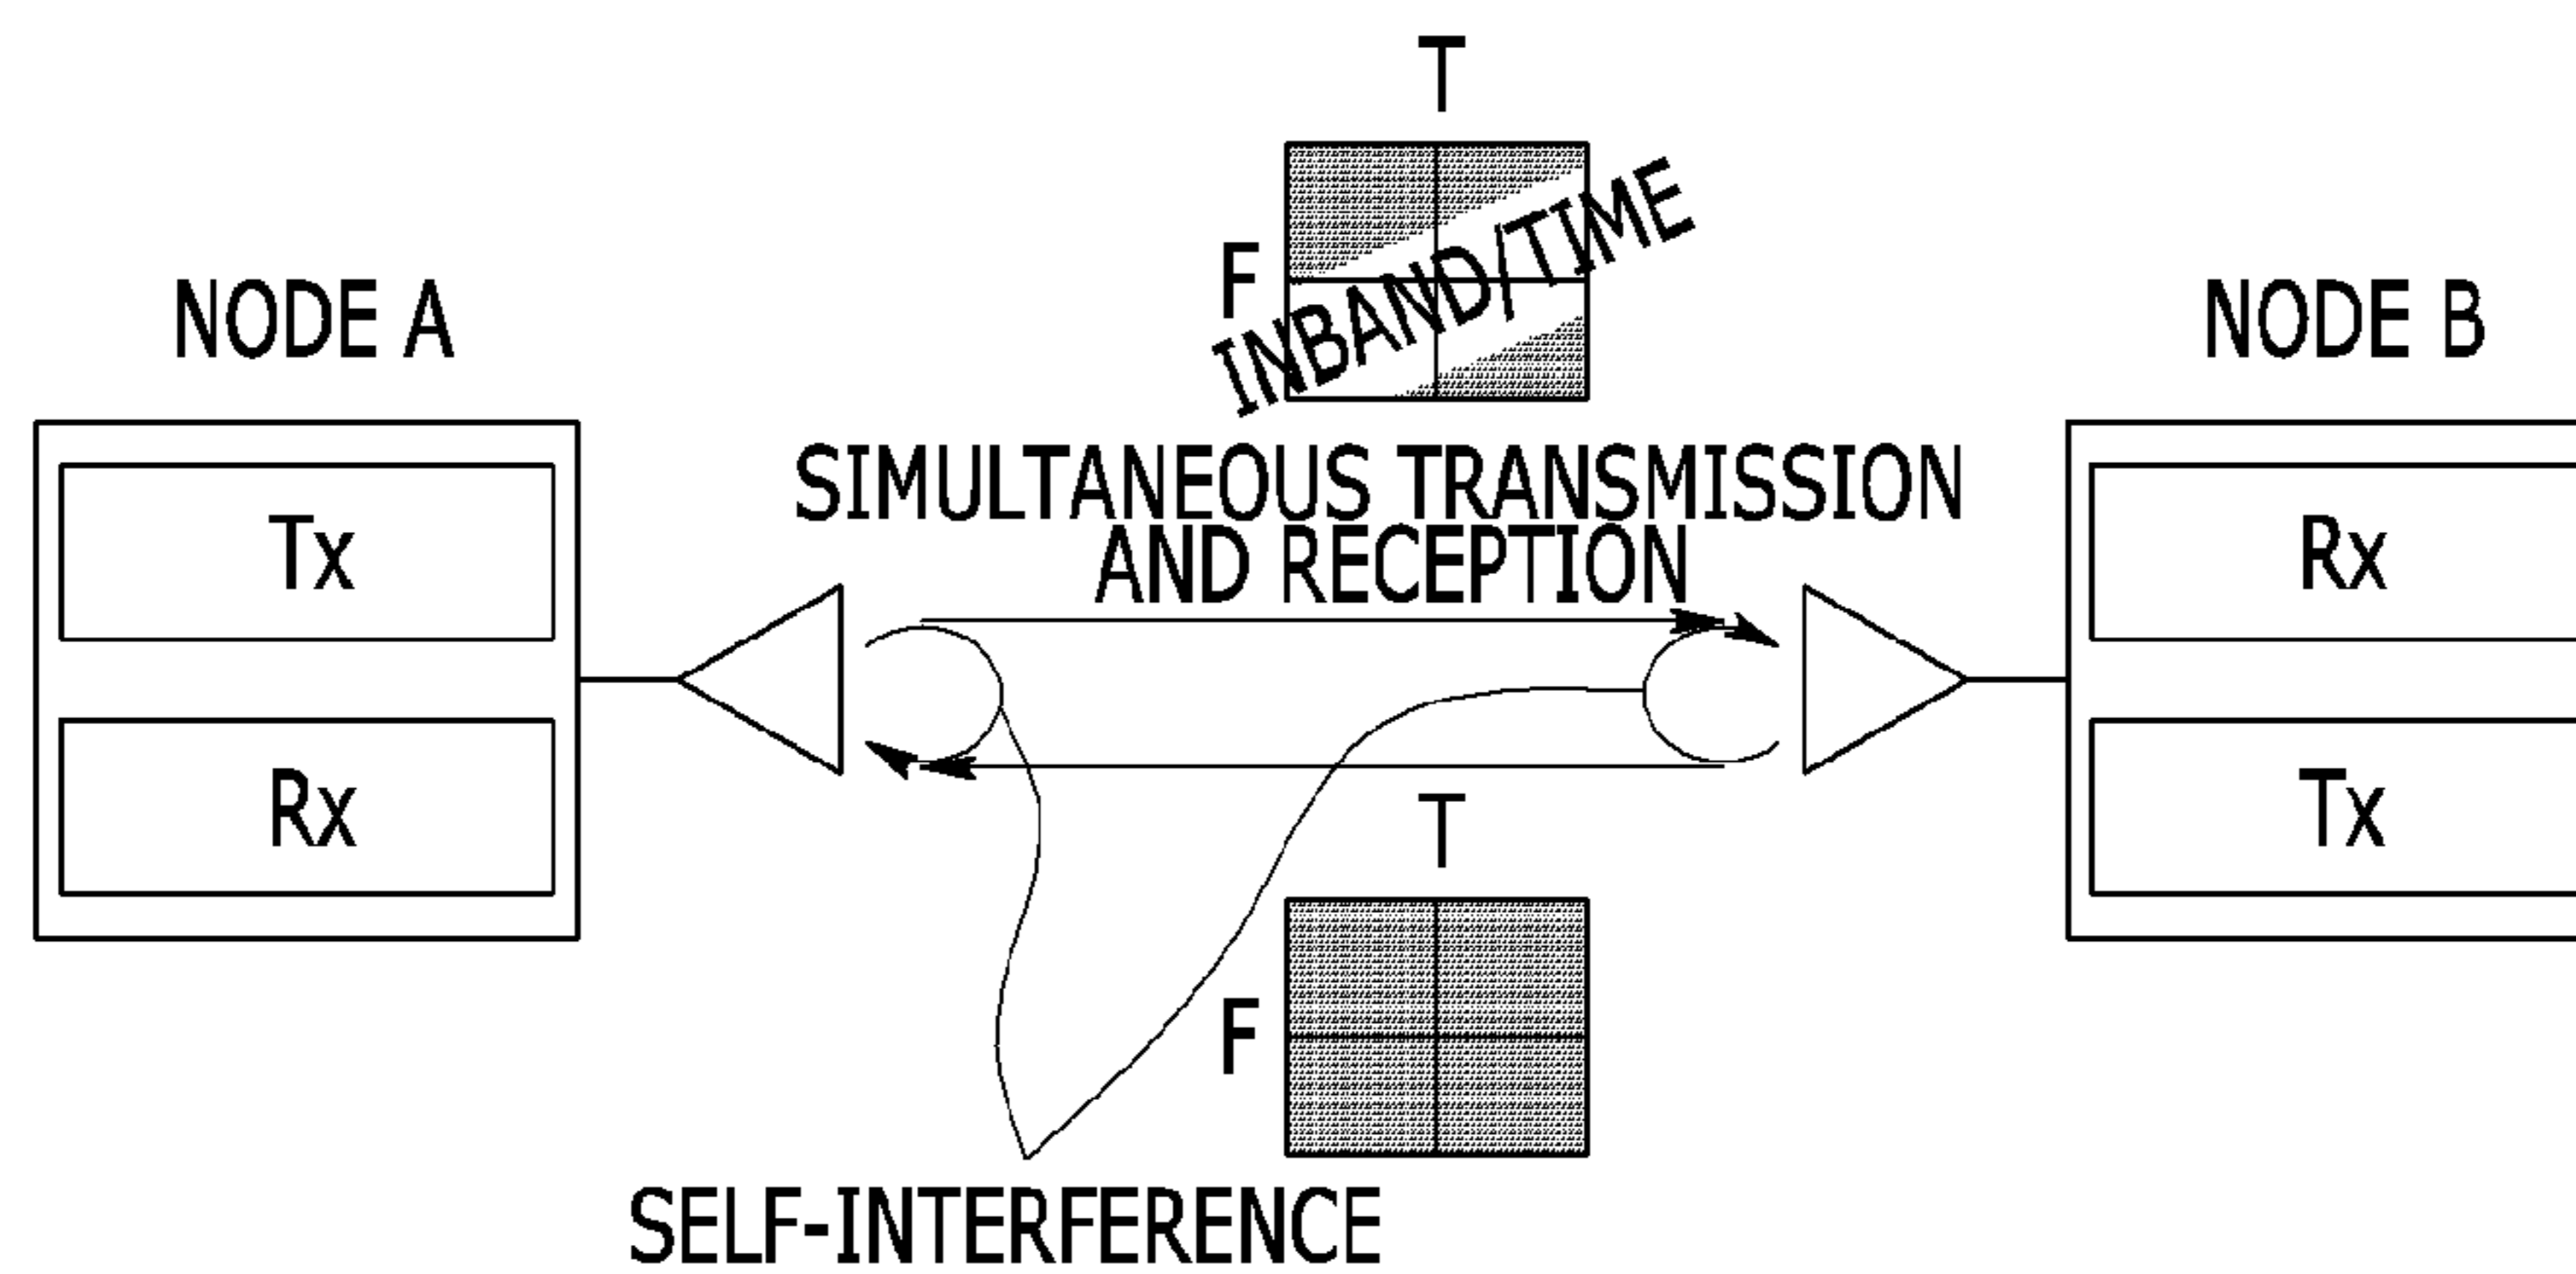 T
F
INBAND/TIME
NODE A
NODE B
SIMULTANEOUS TRANSMISSION
AND RECEPTION
Tx
Rx
Rx
Tx
T
F
SELF-INTERFERENCE